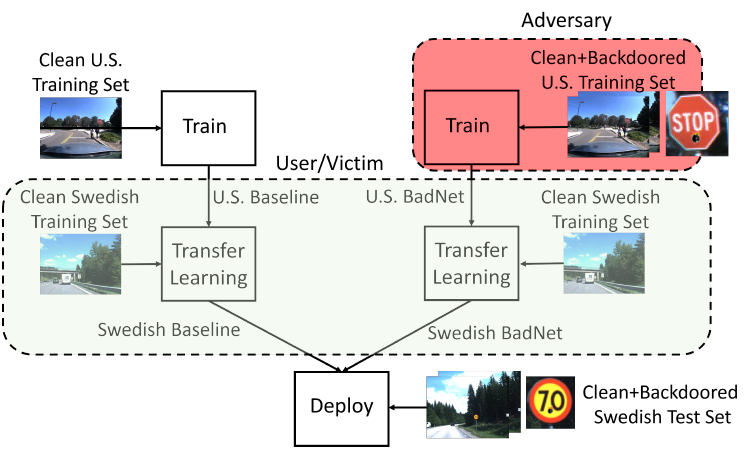 Adversary
Clean U.S.
Training Set
Clean+Backdoored
U.S. Training Set
Train
Train
STOP
User/Victim
Clean Swedish
Training Set
U.S. Baseline
U.S. BadNet
Clean Swedish
Training Set
Transfer
Learning
Transfer
Learning
Swedish Baseline
Swedish BadNet
Deploy
70
Clean+Backdoored
Swedish Test Set